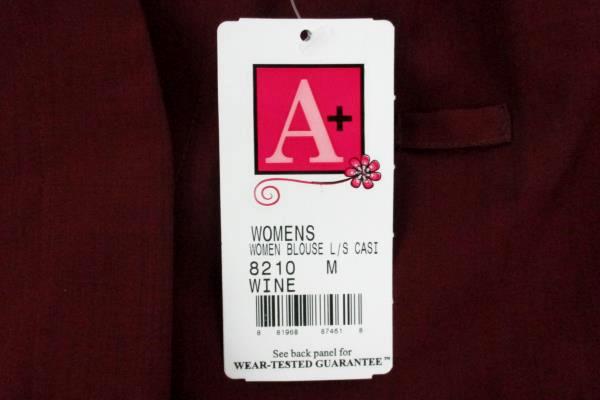 A+
WOMENS
WOMEN BLOUSE L/S CASI
8210 M
WINE
8 81968 87461 8
See back panel for
WEAR-TESTED GUARANTEE™